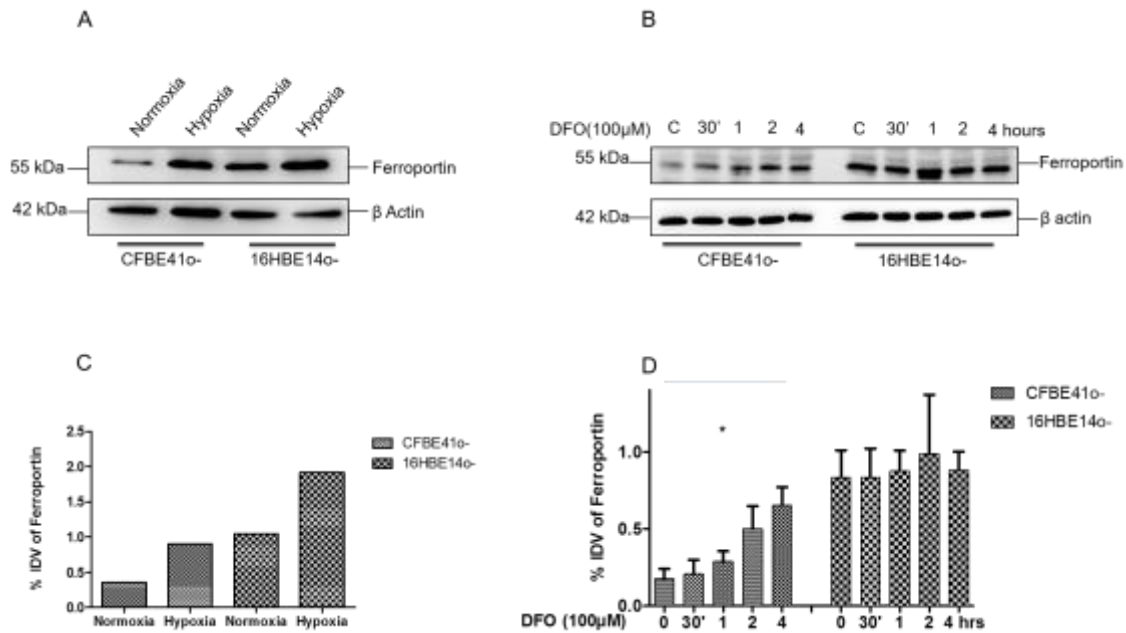 A
Normoxia Hypoxia Normoxia Hypoxia
55 kDa Ferroportin
42 kDa β Actin
CFBE41o- 16HBE14o-
B
DFO(100µM) C 30' 1 2 4 C 30' 1 2 4 hours
55 kDa Ferroportin
42 kDa β actin
CFBE41o- 16HBE14o-
C
% IDV of Ferroportin
2.5
2.0
1.5
1.0
0.5
0.0
Normoxia Hypoxia Normoxia Hypoxia
CFBE41o-
16HBE14o-
D
% IDV of Ferroportin
1.0
0.5
0.0
*
CFBE41o-
16HBE14o-
DFO (100µM) 0 30' 1 2 4 0 30' 1 2 4 hrs